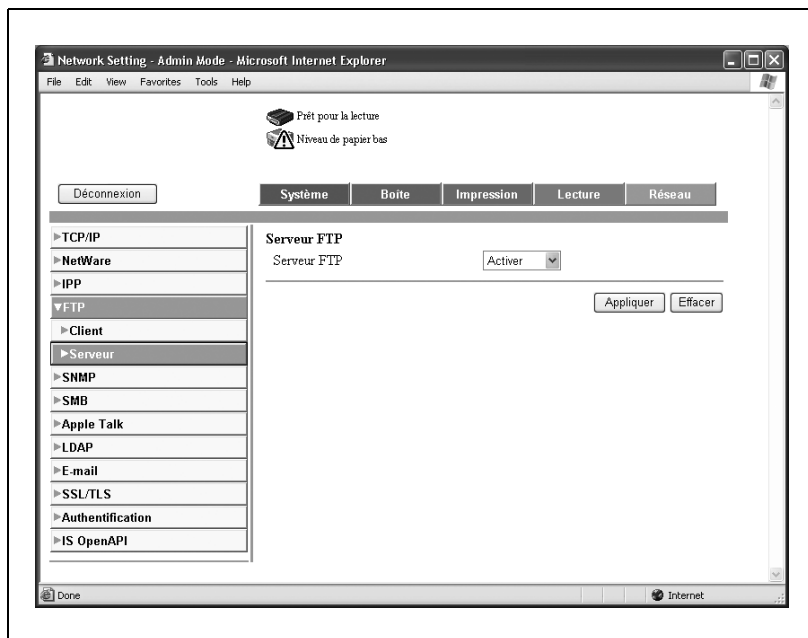 Network Setting - Admin Mode - Microsoft Internet Explorer
File Edit View Favorites Tools Help
Prêt pour la lecture
Niveau de papier bas
Déconnexion
Système Boîte Impression Lecture Réseau
TCP/IP
NetWare
IPP
FTP
Client
Serveur
SNMP
SMB
Apple Talk
LDAP
E-mail
SSL/TLS
Authentification
IS OpenAPI
Serveur FTP
Serveur FTP Activer
Appliquer Effacer
Done Internet